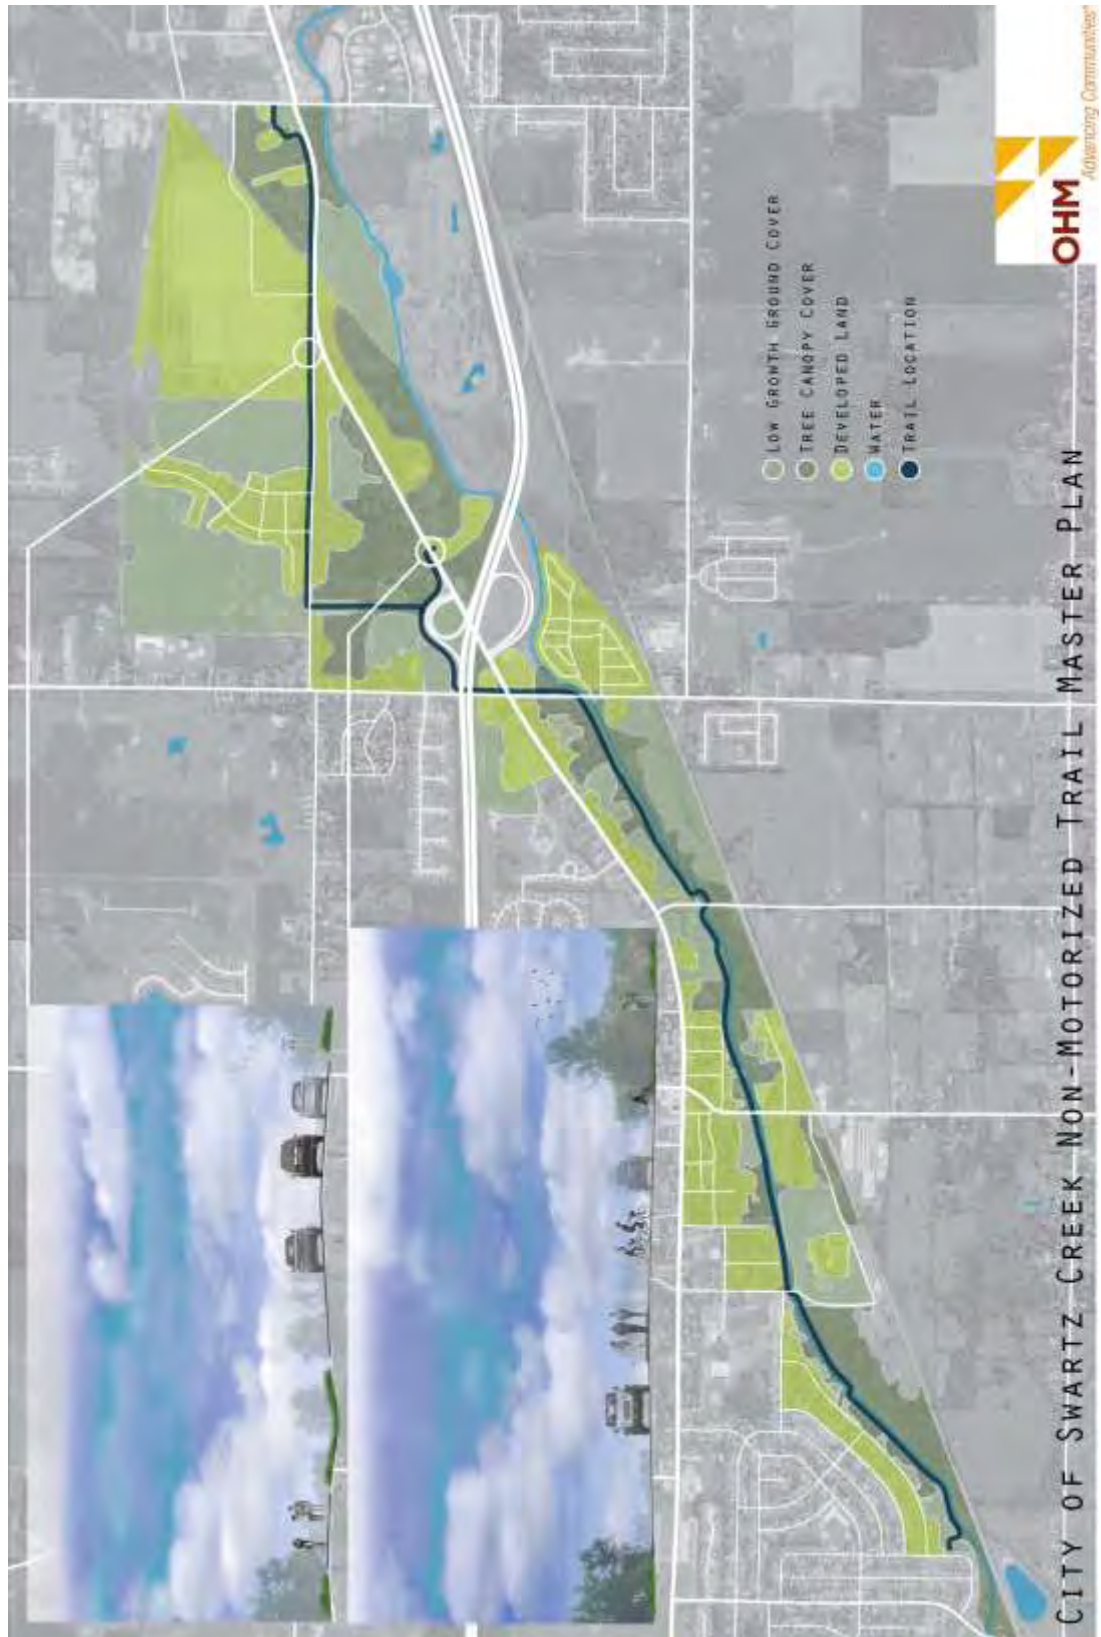 LOW GROWTH GROUND COVER
TREE CANOPY COVER
DEVELOPED LAND
WATER
TRAIL LOCATION
CITY OF SWARTZ CREEK NON-MOTORIZED TRAIL MASTER PLAN
OHM
Advancing Communities®